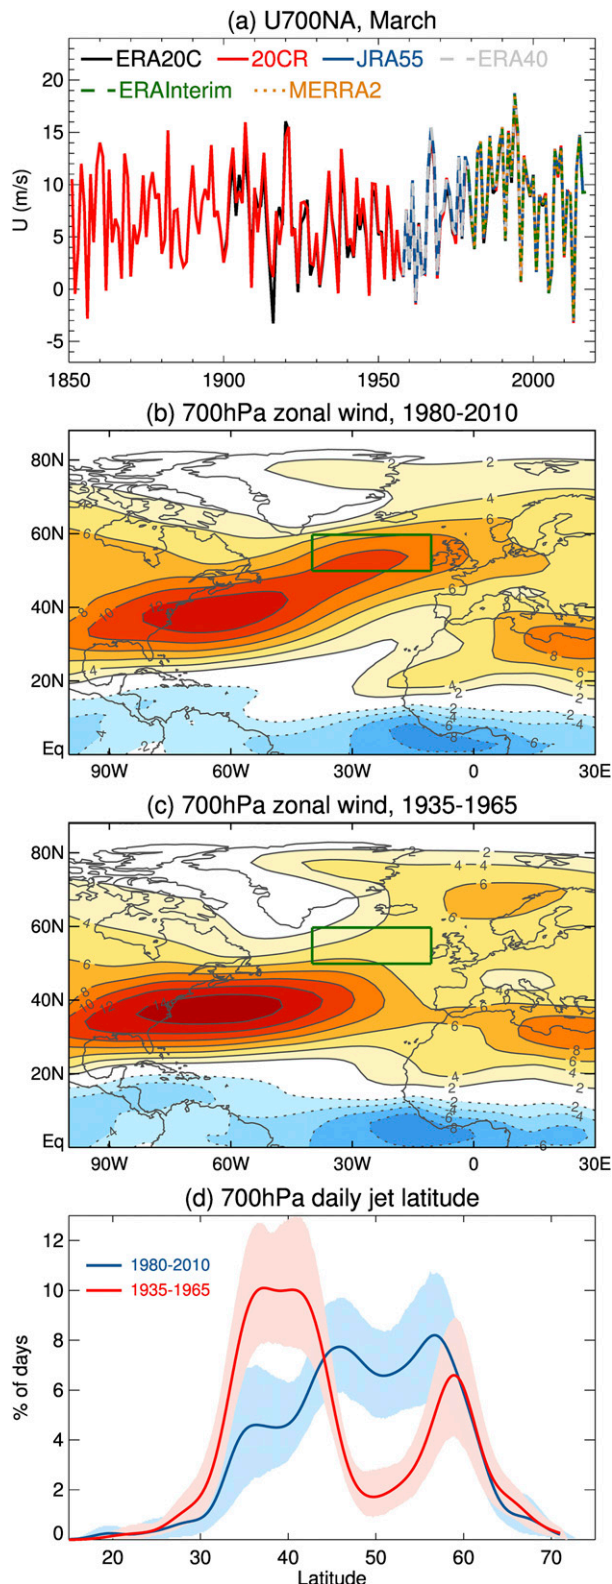 (a) U700NA, March
ERA20C 20CR JRA55 ERA40
ERAInterim MERRA2
U (m/s)
20
15
10
5
0
-5
1850 1900 1950 2000
(b) 700hPa zonal wind, 1980-2010
80N
60N
40N
20N
Eq
90W 60W 30W 0 30E
(c) 700hPa zonal wind, 1935-1965
80N
60N
40N
20N
Eq
90W 60W 30W 0 30E
(d) 700hPa daily jet latitude
1980-2010
1935-1965
% of days
12
10
8
6
4
2
0
20 30 40 50 60 70
Latitude